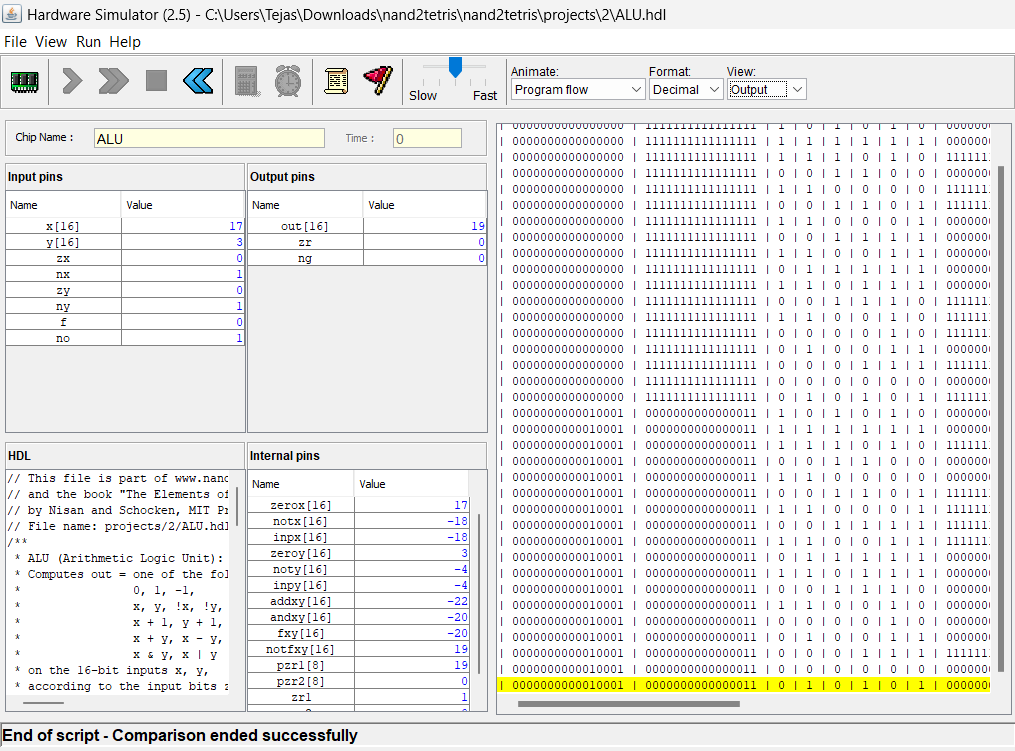 Hardware Simulator (2.5) - C:\Users\Tejas\Downloads\nand2tetris\nand2tetris\projects\2\ALU.hdl
File View Run Help
Slow Fast
Animate: Format: View:
Program flow Decimal Output
Chip Name : ALU Time : 0
Input pins
Name Value
x[16] 17
y[16] 3
zx 0
nx 1
zy 0
ny 1
f 0
no 1
Output pins
Name Value
out[16] 19
zr 0
ng 0
HDL
// This file is part of www.nand
// and the book "The Elements of
// by Nisan and Schocken, MIT Pr
// File name: projects/2/ALU.hdl
/**
* ALU (Arithmetic Logic Unit):
* Computes out = one of the fol
* 0, 1, -1,
* x, y, !x, !y,
* x + 1, y + 1,
* x + y, x - y,
* x & y, x | y
* on the 16-bit inputs x, y,
* according to the input bits z
Internal pins
Name Value
zerox[16] 17
notx[16] -18
inpx[16] -18
zeroy[16] 3
noty[16] -4
inpy[16] -4
addxy[16] -22
andxy[16] -20
fxy[16] -20
notfxy[16] 19
pzr1[8] 19
pzr2[8] 0
zr1 1
| 0000000000000000 | 1111111111111111 | 1 | 0 | 1 | 0 | 1 | 0 | 000000
| 0000000000000000 | 1111111111111111 | 1 | 1 | 1 | 1 | 1 | 1 | 000000
| 0000000000000000 | 1111111111111111 | 1 | 1 | 1 | 0 | 1 | 0 | 111111
| 0000000000000000 | 1111111111111111 | 0 | 0 | 1 | 1 | 0 | 0 | 000000
| 0000000000000000 | 1111111111111111 | 1 | 1 | 0 | 0 | 0 | 0 | 111111
| 0000000000000000 | 1111111111111111 | 0 | 0 | 1 | 1 | 0 | 1 | 111111
| 0000000000000000 | 1111111111111111 | 1 | 1 | 0 | 0 | 0 | 1 | 000000
| 0000000000000000 | 1111111111111111 | 0 | 0 | 1 | 1 | 1 | 1 | 000000
| 0000000000000000 | 1111111111111111 | 1 | 1 | 0 | 0 | 1 | 1 | 000000
| 0000000000000000 | 1111111111111111 | 0 | 1 | 1 | 1 | 1 | 1 | 000000
| 0000000000000000 | 1111111111111111 | 1 | 1 | 0 | 1 | 1 | 1 | 000000
| 0000000000000000 | 1111111111111111 | 0 | 0 | 1 | 1 | 1 | 0 | 111111
| 0000000000000000 | 1111111111111111 | 1 | 1 | 0 | 0 | 1 | 0 | 111111
| 0000000000000000 | 1111111111111111 | 0 | 0 | 0 | 0 | 1 | 0 | 111111
| 0000000000000000 | 1111111111111111 | 0 | 1 | 0 | 0 | 1 | 1 | 000000
| 0000000000000000 | 1111111111111111 | 0 | 0 | 0 | 1 | 1 | 1 | 111111
| 0000000000000000 | 1111111111111111 | 0 | 0 | 0 | 0 | 0 | 0 | 000000
| 0000000000000000 | 1111111111111111 | 0 | 1 | 0 | 1 | 0 | 1 | 111111
| 0000000000010001 | 0000000000000011 | 1 | 0 | 1 | 0 | 1 | 0 | 000000
| 0000000000010001 | 0000000000000011 | 1 | 1 | 1 | 1 | 1 | 1 | 000000
| 0000000000010001 | 0000000000000011 | 1 | 1 | 1 | 0 | 1 | 0 | 111111
| 0000000000010001 | 0000000000000011 | 0 | 0 | 1 | 1 | 0 | 0 | 000000
| 0000000000010001 | 0000000000000011 | 1 | 1 | 0 | 0 | 0 | 0 | 000000
| 0000000000010001 | 0000000000000011 | 0 | 0 | 1 | 1 | 0 | 1 | 111111
| 0000000000010001 | 0000000000000011 | 1 | 1 | 0 | 0 | 0 | 1 | 111111
| 0000000000010001 | 0000000000000011 | 0 | 0 | 1 | 1 | 1 | 1 | 111111
| 0000000000010001 | 0000000000000011 | 1 | 1 | 0 | 0 | 1 | 1 | 111111
| 0000000000010001 | 0000000000000011 | 0 | 1 | 1 | 1 | 1 | 1 | 000000
| 0000000000010001 | 0000000000000011 | 1 | 1 | 0 | 1 | 1 | 1 | 000000
| 0000000000010001 | 0000000000000011 | 0 | 0 | 1 | 1 | 1 | 0 | 000000
| 0000000000010001 | 0000000000000011 | 1 | 1 | 0 | 0 | 1 | 0 | 000000
| 0000000000010001 | 0000000000000011 | 0 | 0 | 0 | 0 | 1 | 0 | 000000
| 0000000000010001 | 0000000000000011 | 0 | 1 | 0 | 0 | 1 | 1 | 000000
| 0000000000010001 | 0000000000000011 | 0 | 0 | 0 | 1 | 1 | 1 | 111111
| 0000000000010001 | 0000000000000011 | 0 | 0 | 0 | 0 | 0 | 0 | 000000
| 0000000000010001 | 0000000000000011 | 0 | 1 | 0 | 1 | 0 | 1 | 000000
End of script - Comparison ended successfully